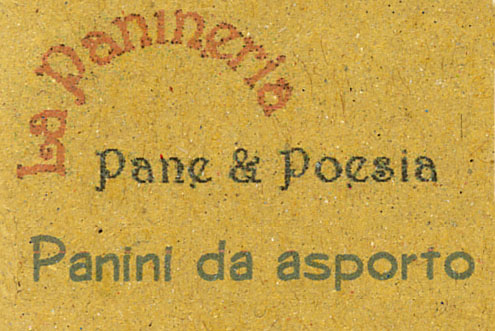 La Panineria
Pane & Poesia
Panini da asporto